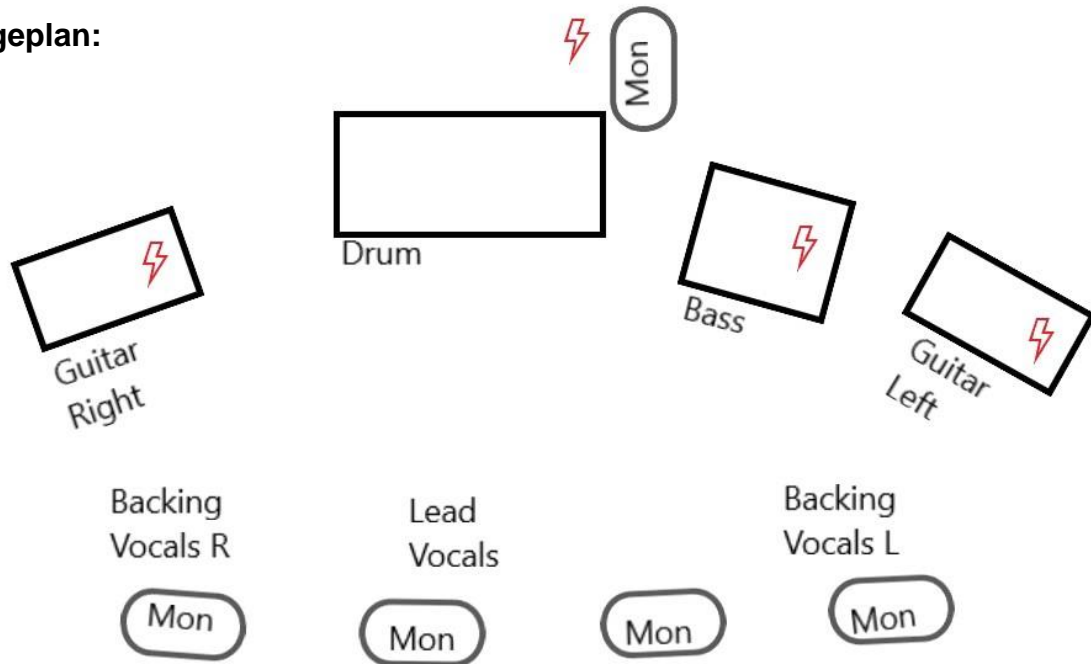 geplan:
Mon
Drum
Bass
Guitar
Right
Guitar
Left
Backing
Vocals R
Lead
Vocals
Backing
Vocals L
Mon
Mon
Mon
Mon